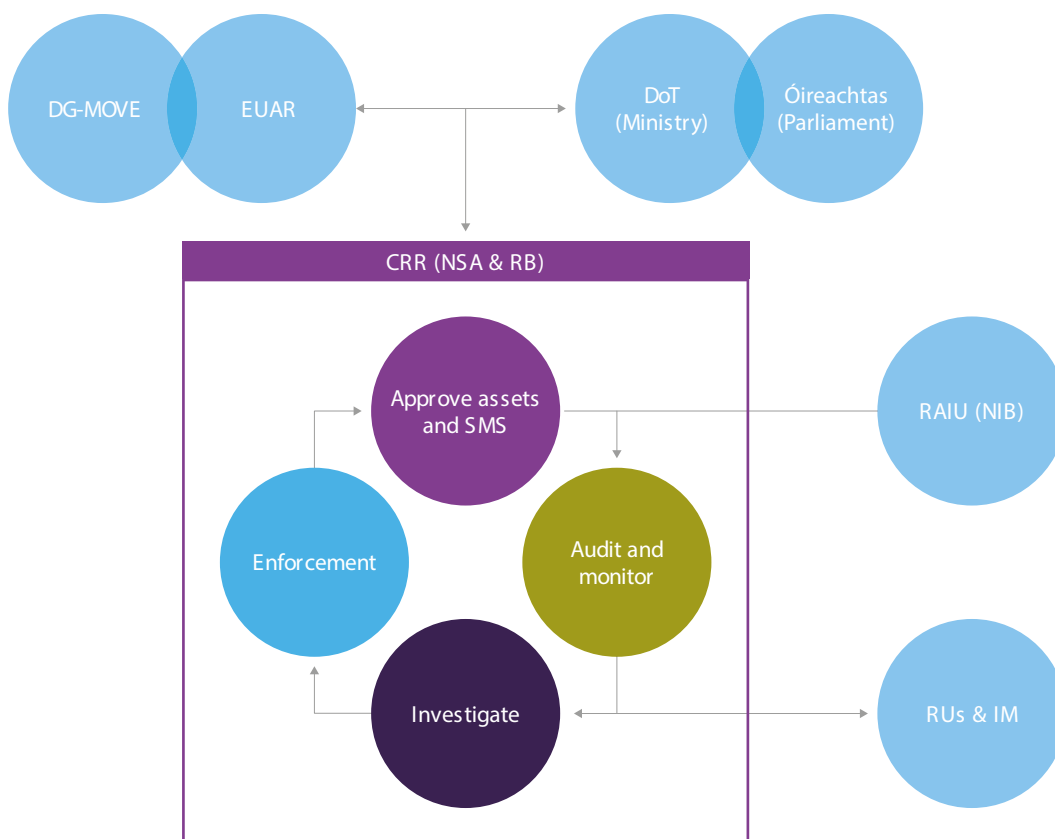 DG-MOVE
EUAR
DoT
(Ministry)
Óireachtas
(Parliament)
CRR (NSA & RB)
Approve assets
and SMS
RAIU (NIB)
Enforcement
Audit and
monitor
Investigate
RUs & IM